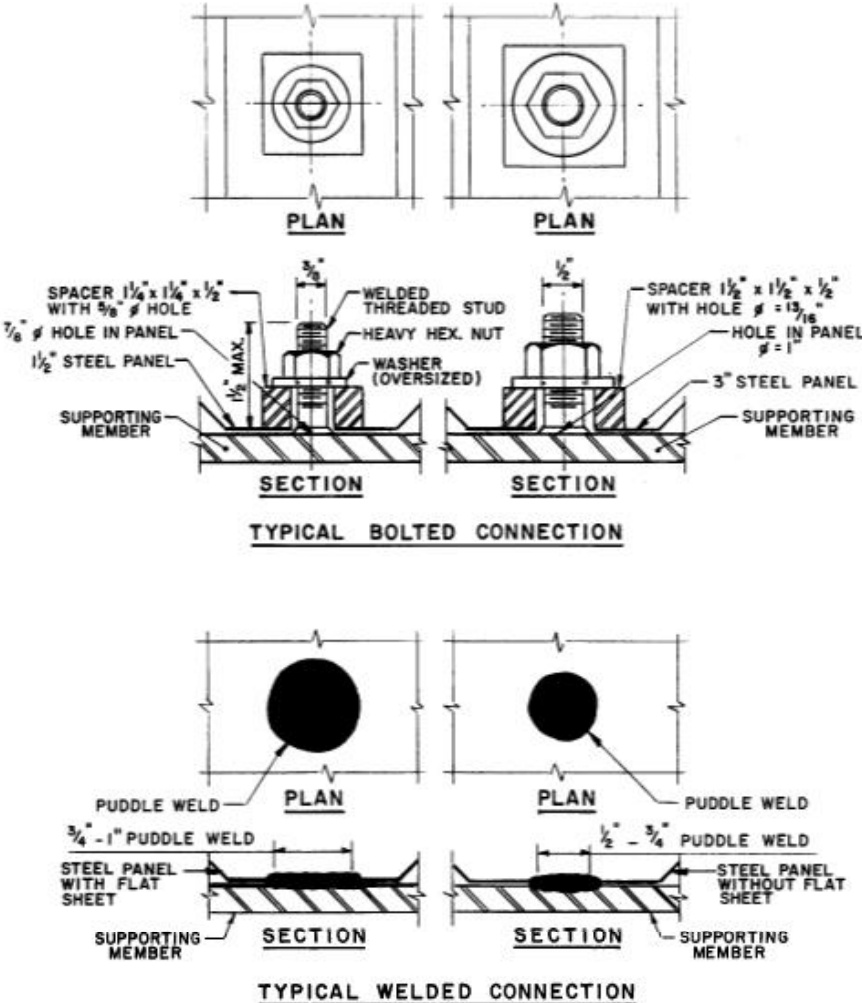 PLAN
PLAN
3/8"
1/2"
SPACER 1 1/4" x 1 1/4" x 1/2"
WITH 5/8" ø HOLE
7/8" ø HOLE IN PANEL
1 1/2" STEEL PANEL
SUPPORTING
MEMBER
1 1/2" MAX.
WELDED
THREADED STUD
HEAVY HEX. NUT
WASHER
(OVERSIZED)
SPACER 1 1/2" x 1 1/2" x 1/2"
WITH HOLE ø = 13/16"
HOLE IN PANEL
ø = 1"
3" STEEL PANEL
SUPPORTING
MEMBER
SECTION
SECTION
TYPICAL BOLTED CONNECTION
PUDDLE WELD
PLAN
PLAN
PUDDLE WELD
3/4" - 1" PUDDLE WELD
1/2" - 3/4" PUDDLE WELD
STEEL PANEL
WITH FLAT
SHEET
STEEL PANEL
WITHOUT FLAT
SHEET
SUPPORTING
MEMBER
SECTION
SECTION
SUPPORTING
MEMBER
TYPICAL WELDED CONNECTION